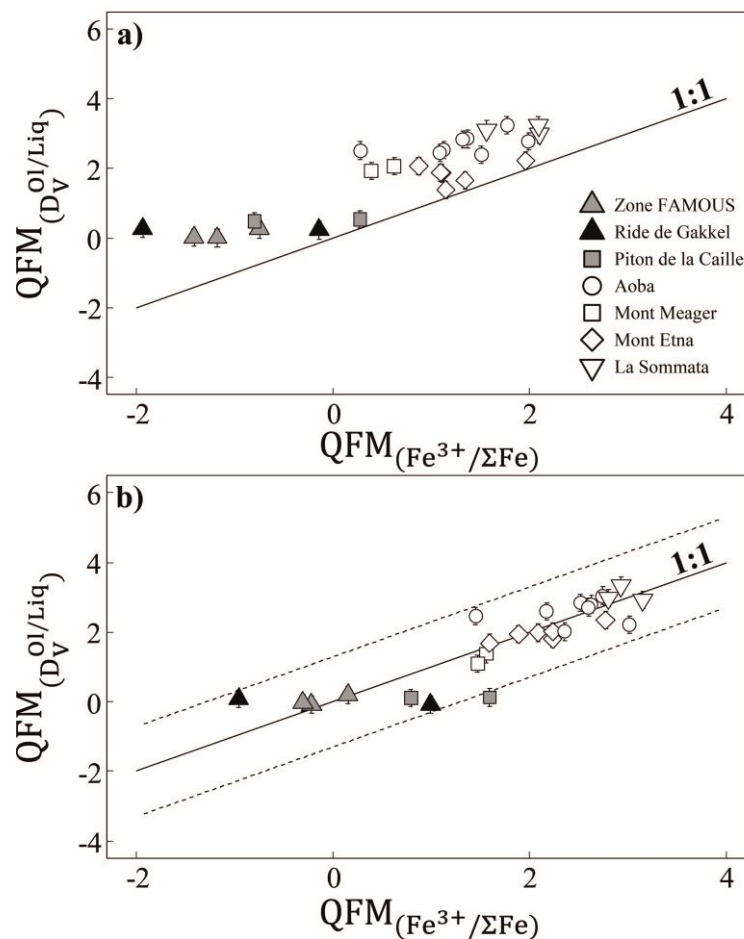 a)
6
4
2
0
-2
-4
QFM(D_V^Ol/Liq)
1:1
Zone FAMOUS
Ride de Gakkel
Piton de la Caille
Aoba
Mont Meager
Mont Etna
La Sommata
-2 0 2 4
QFM(Fe³⁺/ΣFe)
b)
6
4
2
0
-2
-4
QFM(D_V^Ol/Liq)
1:1
-2 0 2 4
QFM(Fe³⁺/ΣFe)